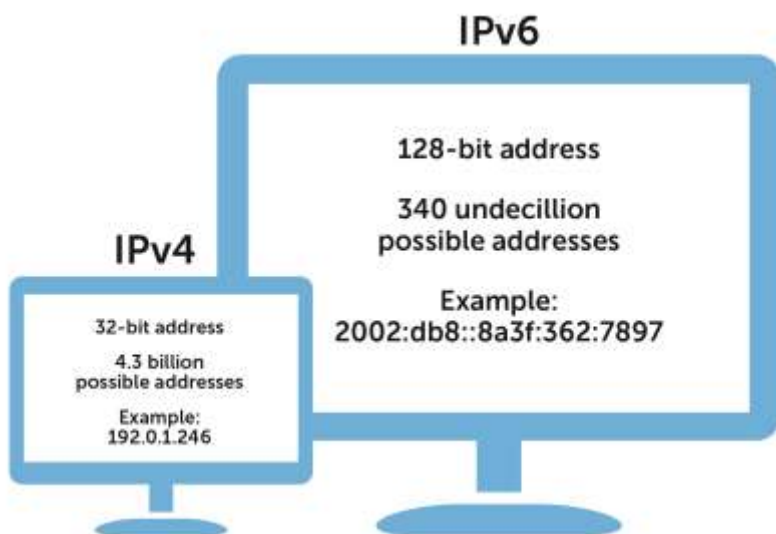 IPv6
128-bit address
340 undecillion
possible addresses
Example:
2002:db8::8a3f:362:7897
IPv4
32-bit address
4.3 billion
possible addresses
Example:
192.0.1.246